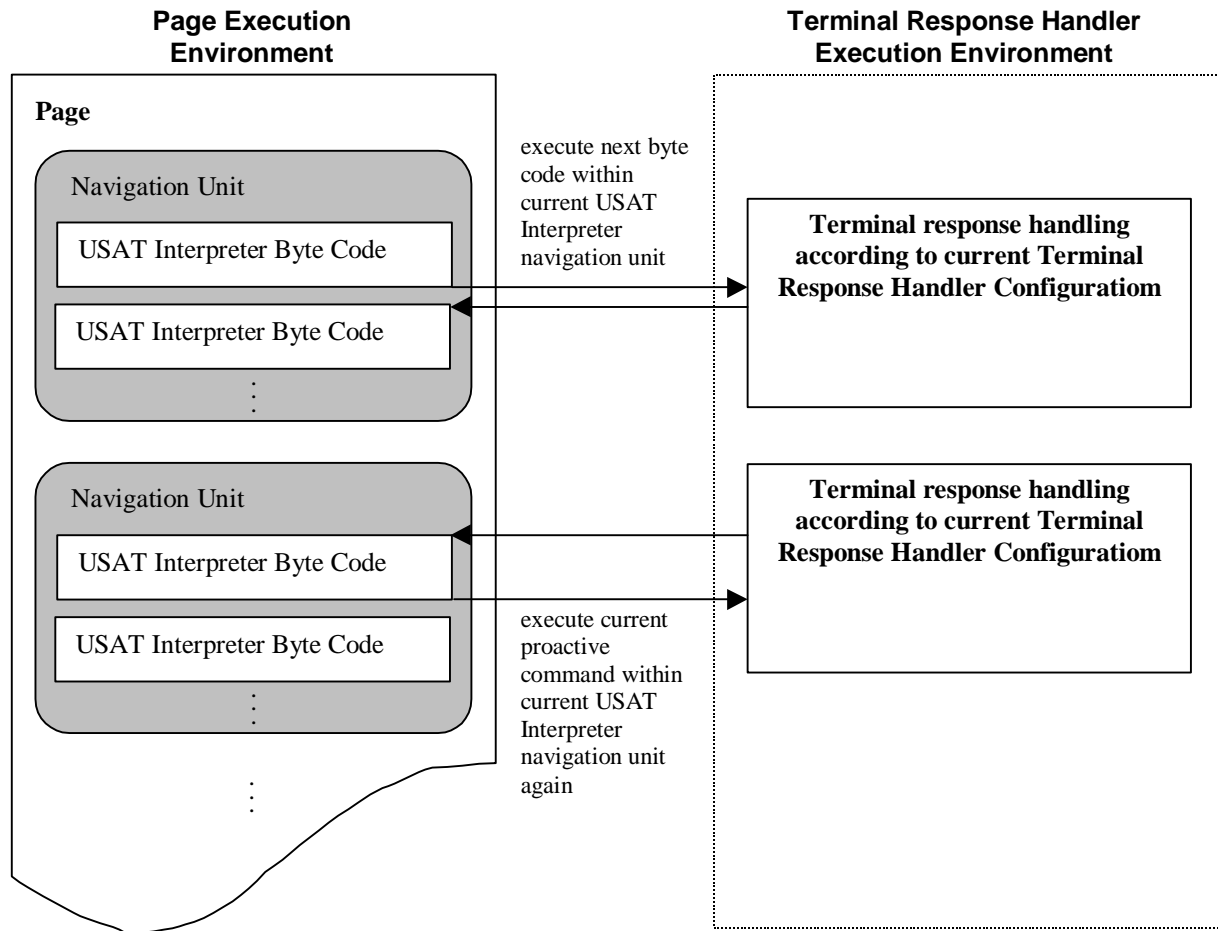 Page Execution
Environment
Terminal Response Handler
Execution Environment
Page
Navigation Unit
USAT Interpreter Byte Code
USAT Interpreter Byte Code
execute next byte
code within
current USAT
Interpreter
navigation unit
Terminal response handling
according to current Terminal
Response Handler Configuratiom
Navigation Unit
USAT Interpreter Byte Code
USAT Interpreter Byte Code
execute current
proactive
command within
current USAT
Interpreter
navigation unit
again
Terminal response handling
according to current Terminal
Response Handler Configuratiom